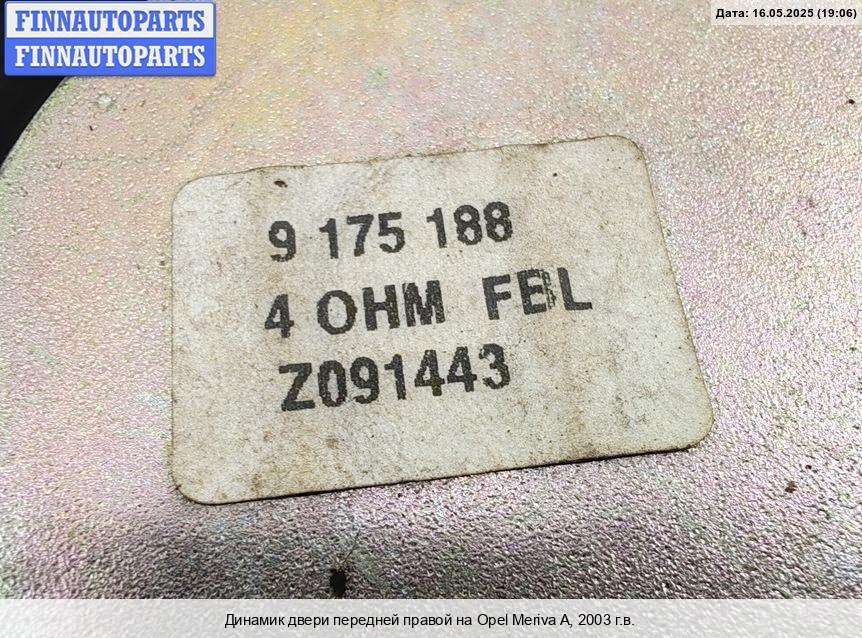 FINNAUTOPARTS
FINNAUTOPARTS
Дата: 16.05.2025 (19:06)
9 175 188
4 OHM FBL
Z091443
Динамик двери передней правой на Opel Meriva A, 2003 г.в.